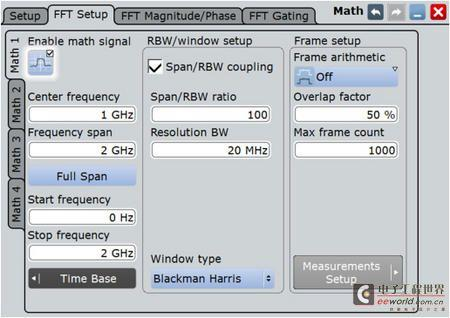 Setup
FFT Setup
FFT Magnitude/Phase
FFT Gating
Math
Math 1
Math 2
Math 3
Math 4
Enable math signal
Center frequency
1 GHz
Frequency span
2 GHz
Full Span
Start frequency
0 Hz
Stop frequency
2 GHz
Time Base
RBW/window setup
Span/RBW coupling
Span/RBW ratio
100
Resolution BW
20 MHz
Window type
Blackman Harris
Frame setup
Frame arithmetic
Off
Overlap factor
50 %
Max frame count
1000
Measurements
Setup
电子工程世界
eeworld.com.cn